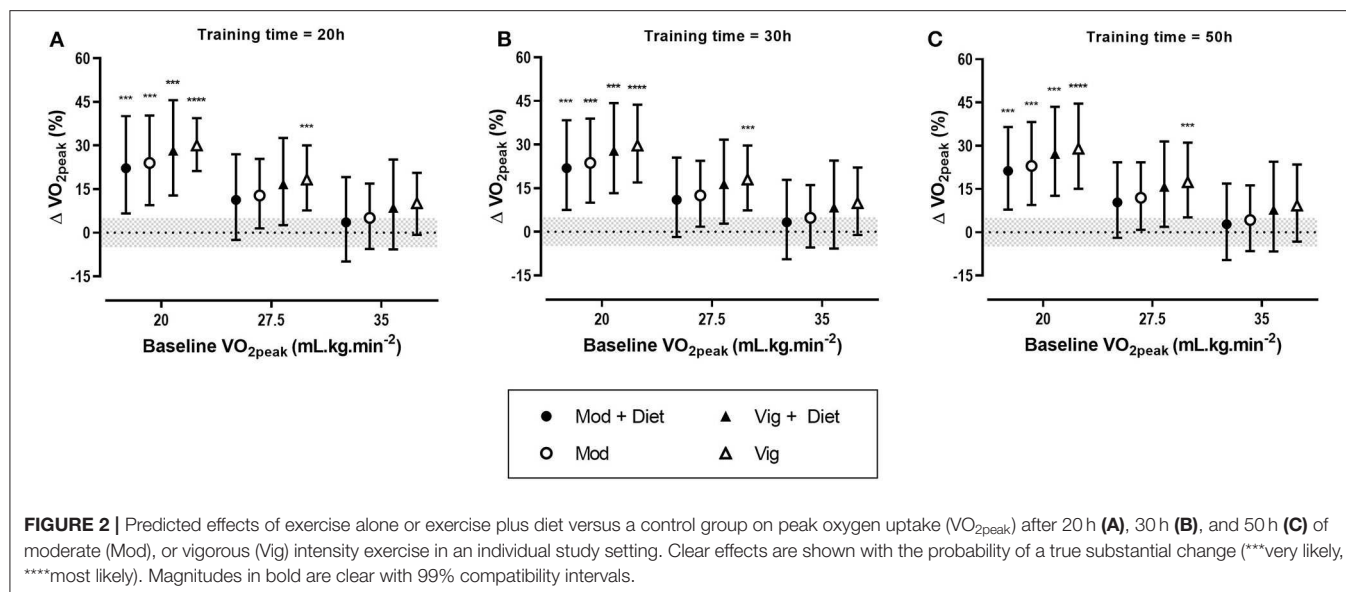 A
Training time = 20h
Δ VO2peak (%)
60
45
30
15
0
-15
*** *** *** **** ***
20 27.5 35
Baseline VO2peak (mL.kg.min-2)
B
Training time = 30h
Δ VO2peak (%)
60
45
30
15
0
-15
*** *** *** **** ***
20 27.5 35
Baseline VO2peak (mL.kg.min-2)
C
Training time = 50h
Δ VO2peak (%)
60
45
30
15
0
-15
*** *** *** **** ***
20 27.5 35
Baseline VO2peak (mL.kg.min-2)
Mod + Diet Vig + Diet
Mod Vig
FIGURE 2 | Predicted effects of exercise alone or exercise plus diet versus a control group on peak oxygen uptake (VO2peak) after 20 h (A), 30 h (B), and 50 h (C) of
moderate (Mod), or vigorous (Vig) intensity exercise in an individual study setting. Clear effects are shown with the probability of a true substantial change (***very likely,
****most likely). Magnitudes in bold are clear with 99% compatibility intervals.